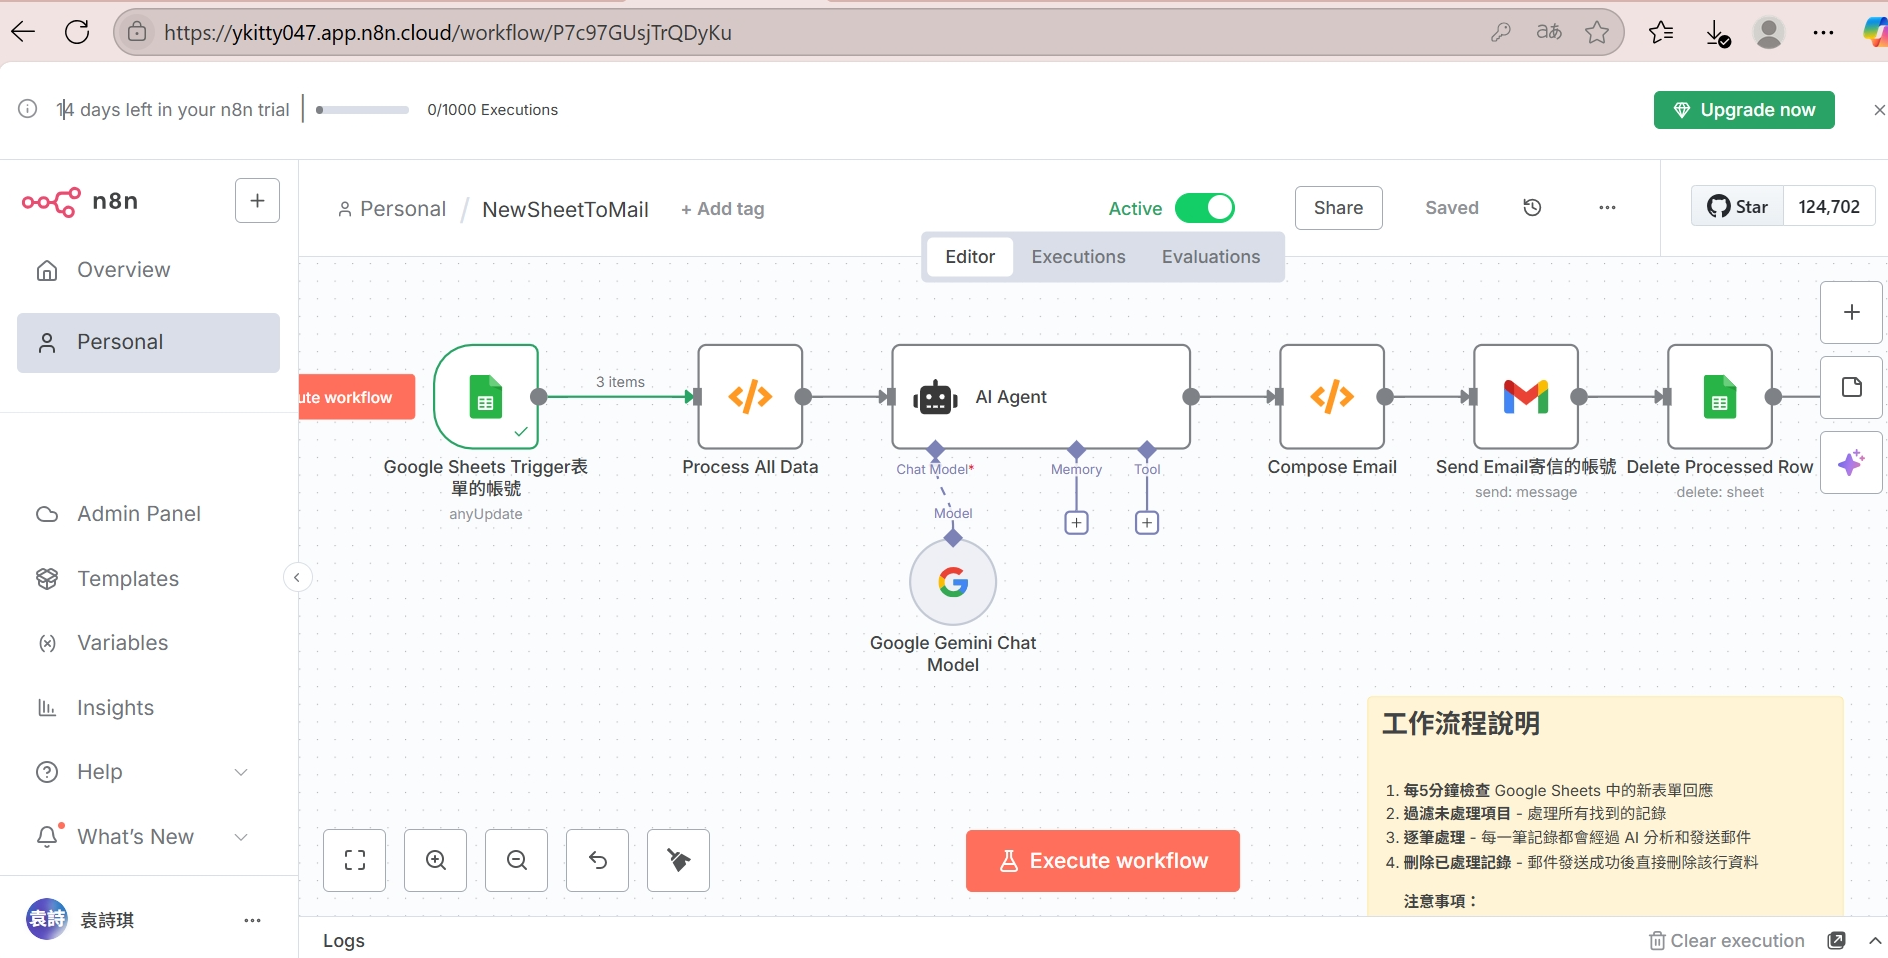 https://ykitty047.app.n8n.cloud/workflow/P7c97GUsjTrQDyKu
14 days left in your n8n trial
0/1000 Executions
Upgrade now
n8n
Personal / NewSheetToMail
+ Add tag
Active
Share
Saved
Star
124,702
Editor
Executions
Evaluations
Overview
Personal
Admin Panel
Templates
Variables
Insights
Help
What's New
袁詩
袁詩琪
ute workflow
3 items
AI Agent
Google Sheets Trigger表
單的帳號
anyUpdate
Process All Data
Chat Model*
Memory
Tool
Model
Google Gemini Chat
Model
Compose Email
Send Email寄信的帳號
send: message
Delete Processed Row
delete: sheet
工作流程說明
1. 每5分鐘檢查 Google Sheets 中的新表單回應
2. 過濾未處理項目 - 處理所有找到的記錄
3. 逐筆處理 - 每一筆記錄都會經過 AI 分析和發送郵件
4. 刪除已處理記錄 - 郵件發送成功後直接刪除該行資料
注意事項：
Execute workflow
Logs
Clear execution